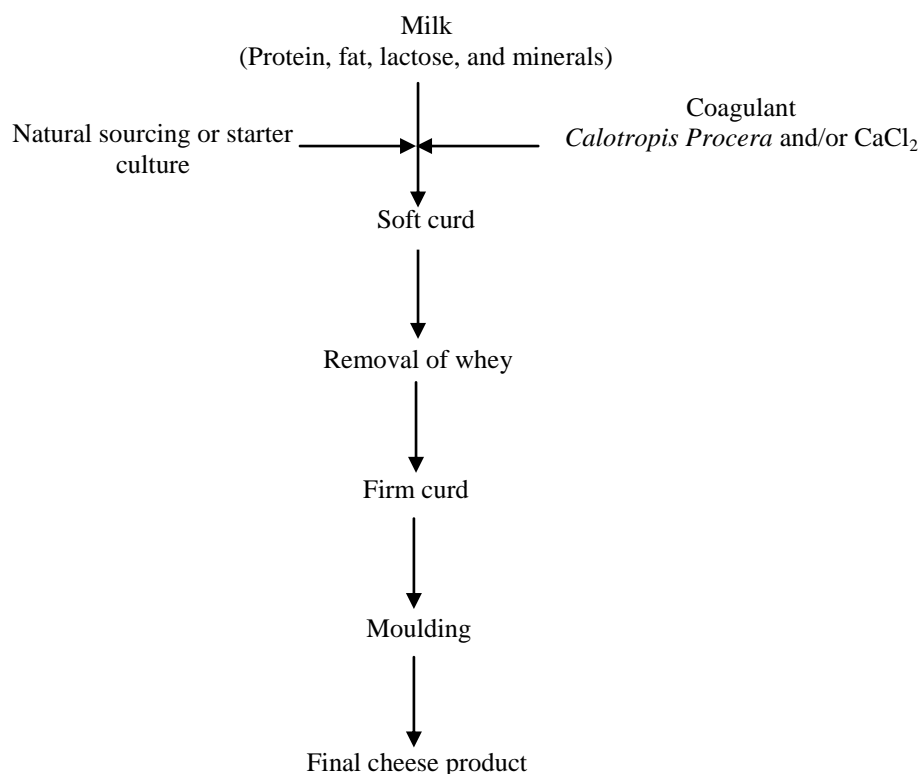 Milk
(Protein, fat, lactose, and minerals)
Natural sourcing or starter
culture
Coagulant
Calotropis Procera and/or CaCl₂
Soft curd
Removal of whey
Firm curd
Moulding
Final cheese product